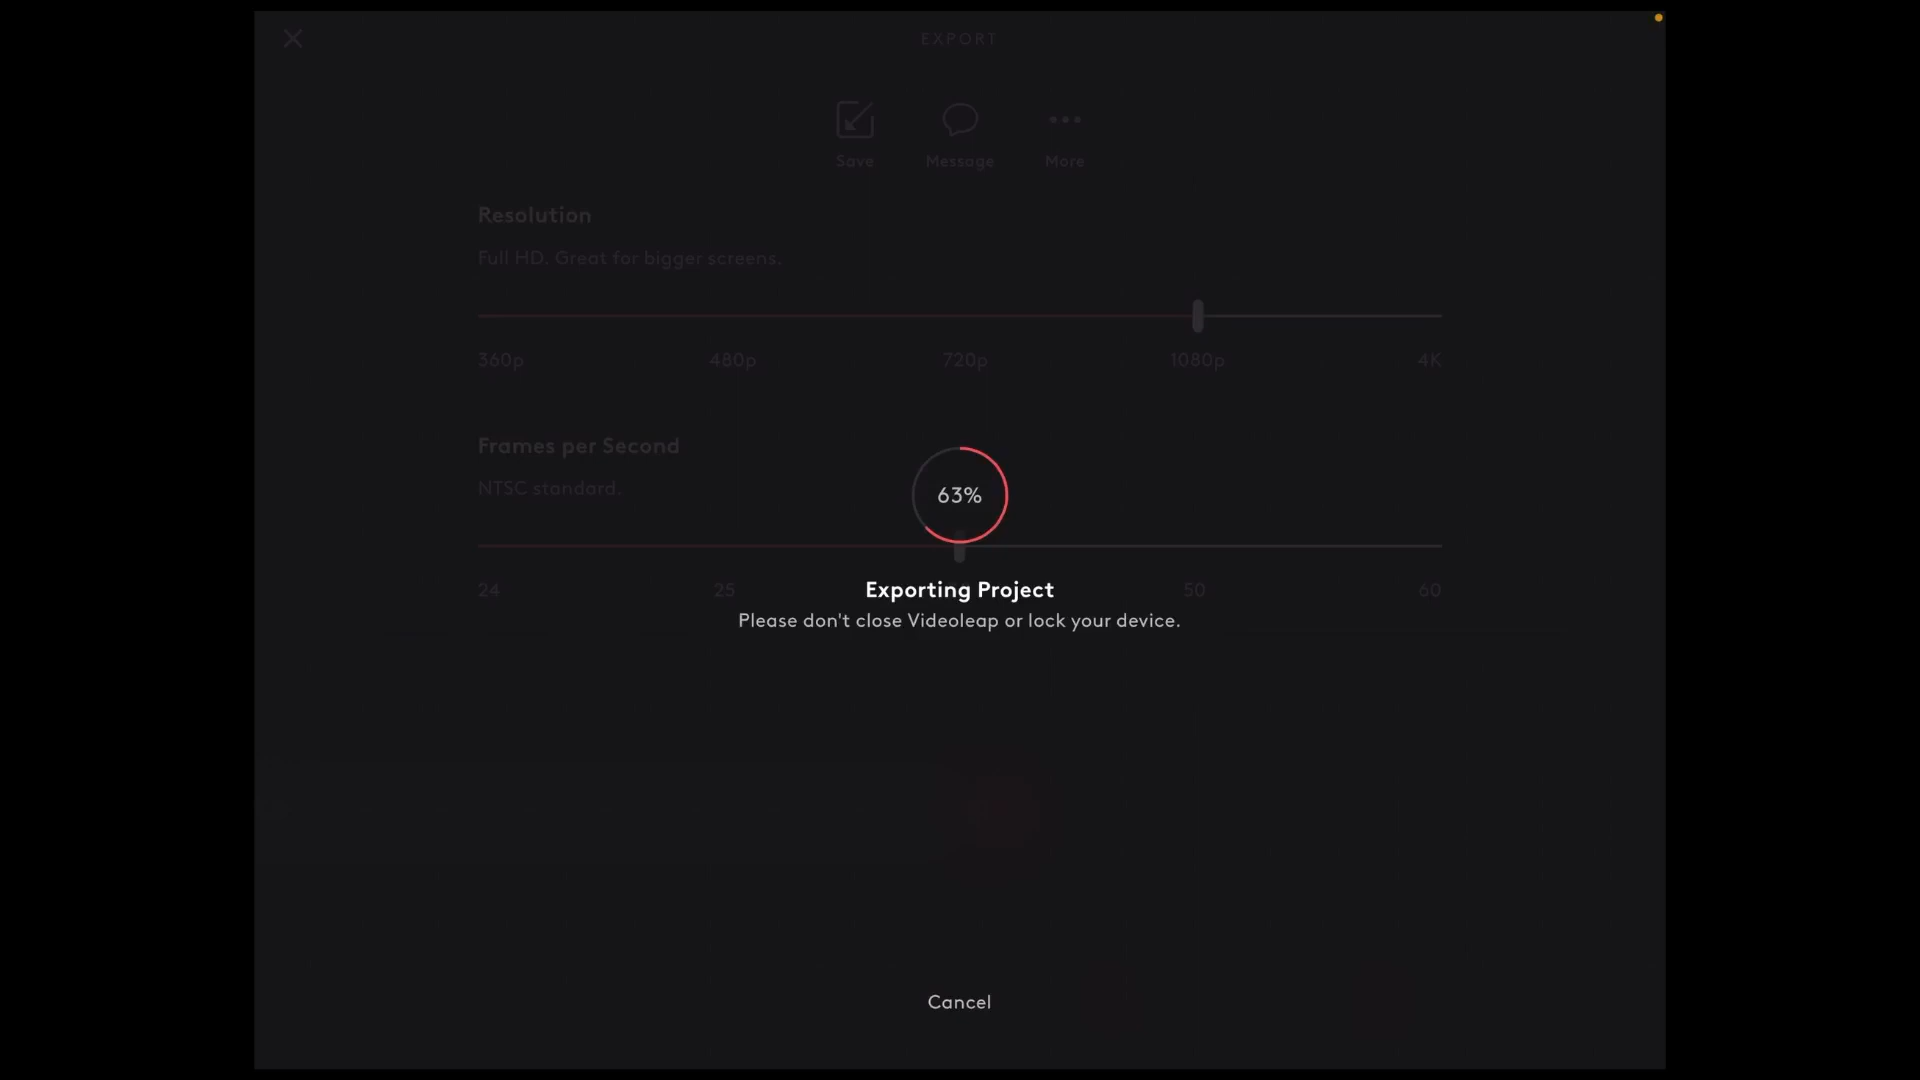 EXPORT
Save Message More
Resolution
Full HD. Great for bigger screens.
360p 480p 720p 1080p 4K
Frames per Second
NTSC standard.
63%
24 25 50 60
Exporting Project
Please don't close Videoleap or lock your device.
Cancel